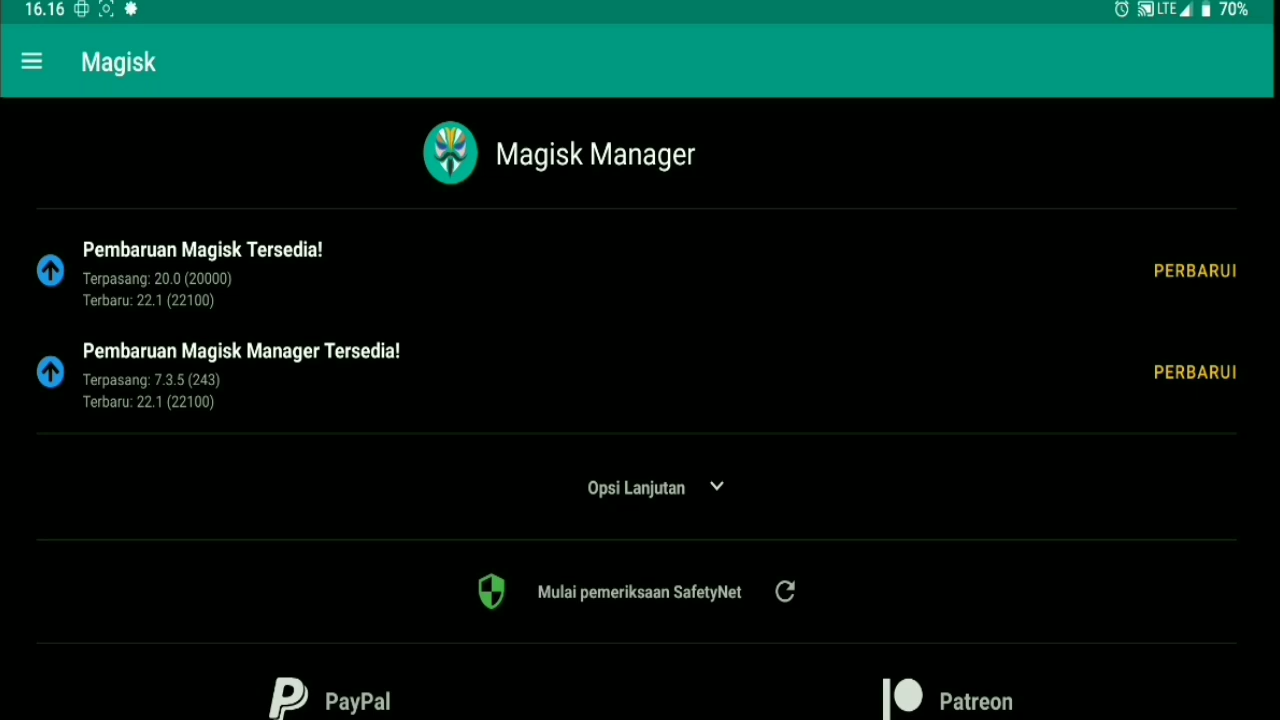 16.16 LTE 70%
Magisk
Magisk Manager
Pembaruan Magisk Tersedia!
Terpasang: 20.0 (20000)
Terbaru: 22.1 (22100)
PERBARUI
Pembaruan Magisk Manager Tersedia!
Terpasang: 7.3.5 (243)
Terbaru: 22.1 (22100)
PERBARUI
Opsi Lanjutan
Mulai pemeriksaan SafetyNet
PayPal
Patreon